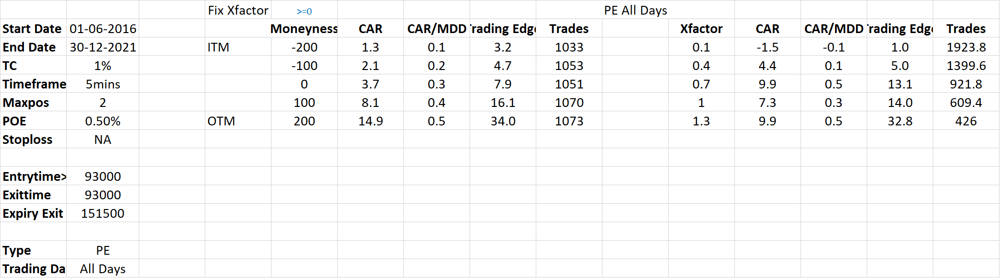 Fix Xfactor >=0 PE All Days
Start Date 01-06-2016 Moneyness CAR CAR/MDD rading Edg Trades Xfactor CAR CAR/MDD rading Edg Trades
End Date 30-12-2021 ITM -200 1.3 0.1 3.2 1033 0.1 -1.5 -0.1 1.0 1923.8
TC 1% -100 2.1 0.2 4.7 1053 0.4 4.4 0.1 5.0 1399.6
Timeframe 5mins 0 3.7 0.3 7.9 1051 0.7 9.9 0.5 13.1 921.8
Maxpos 2 100 8.1 0.4 16.1 1070 1 7.3 0.3 14.0 609.4
POE 0.50% OTM 200 14.9 0.5 34.0 1073 1.3 9.9 0.5 32.8 426
Stoploss NA
Entrytime> 93000
Exittime 93000
Expiry Exit 151500
Type PE
Trading Da All Days